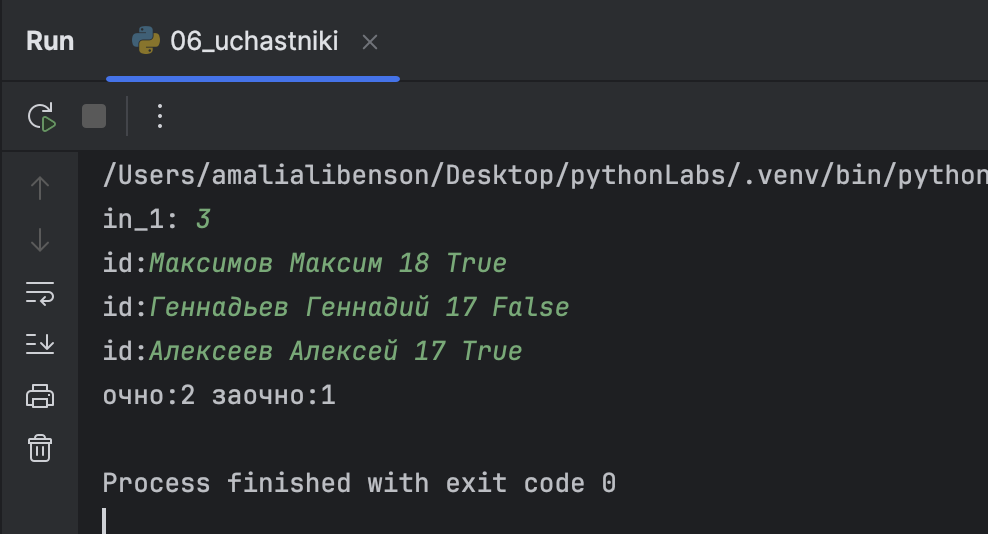 Run 06_uchastniki
/Users/amalialibenson/Desktop/pythonLabs/.venv/bin/python
in_1: 3
id:Максимов Максим 18 True
id:Геннадьев Геннадий 17 False
id:Алексеев Алексей 17 True
очно:2 заочно:1
Process finished with exit code 0